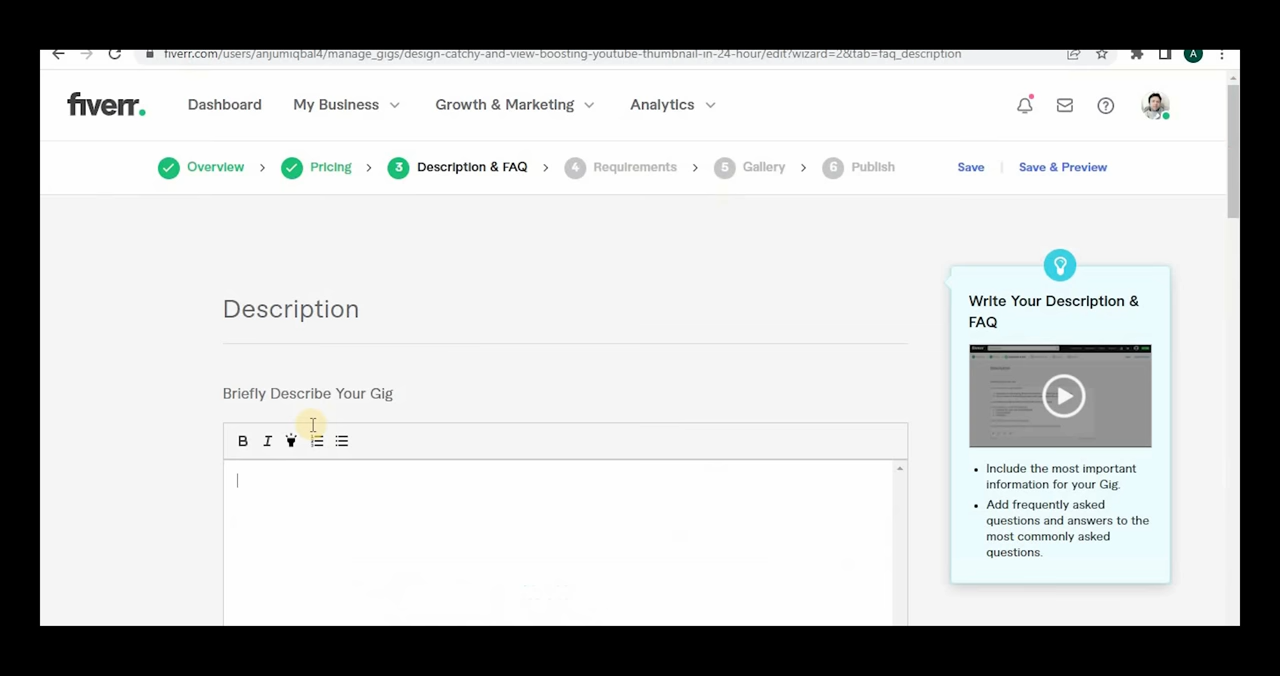 fiverr.com/users/anjumiqbal4/manage_gigs/design-catchy-and-view-boosting-youtube-thumbnail-in-24-hour/edit?wizard=2&tab=faq_description
A
fiverr.
Dashboard My Business Growth & Marketing Analytics
Overview Pricing 3 Description & FAQ 4 Requirements 5 Gallery 6 Publish Save Save & Preview
Description
Write Your Description &
FAQ
Briefly Describe Your Gig
B I
Include the most important
information for your Gig.
Add frequently asked
questions and answers to the
most commonly asked
questions.